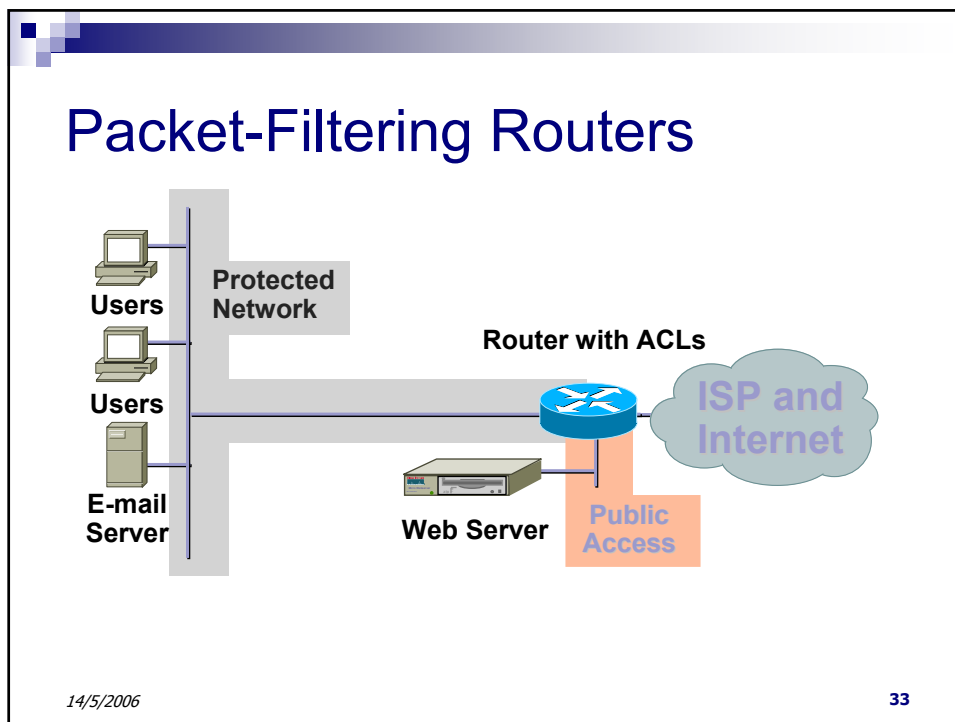 Packet-Filtering Routers
Protected
Network
Users
Router with ACLs
Users
ISP and
Internet
E-mail
Server
Web Server
Public
Access
14/5/2006
33